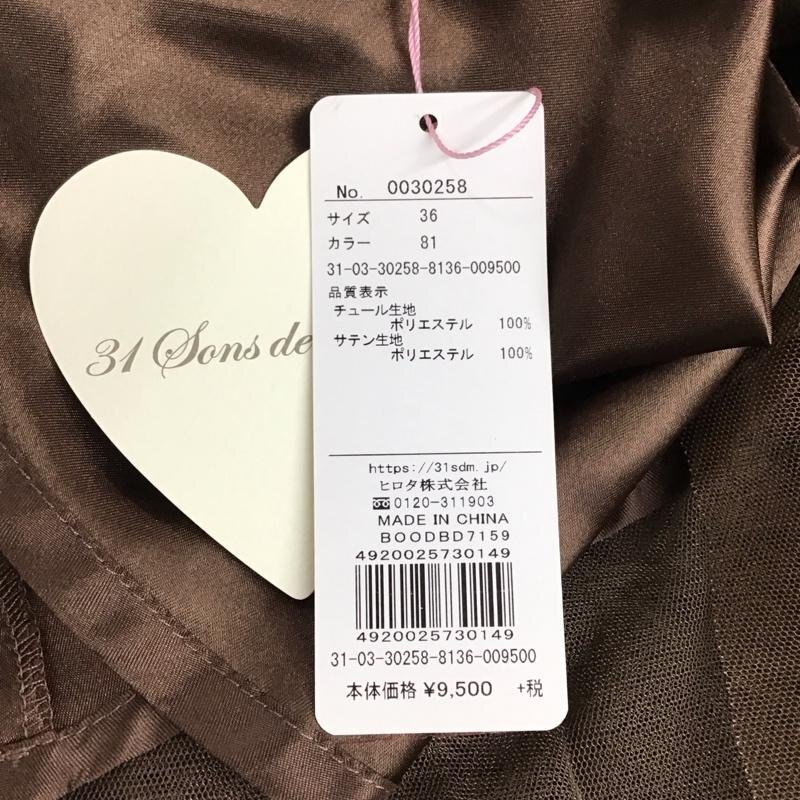 31 Sons de
No. 0030258
サイズ 36
カラー 81
31-03-30258-8136-009500
品質表示
チュール生地
ポリエステル 100%
サテン生地
ポリエステル 100%
https://31sdm.jp/
ヒロタ株式会社
0120-311903
MADE IN CHINA
BOODBD7159
4920025730149
4920025730149
31-03-30258-8136-009500
本体価格 ¥9,500 +税